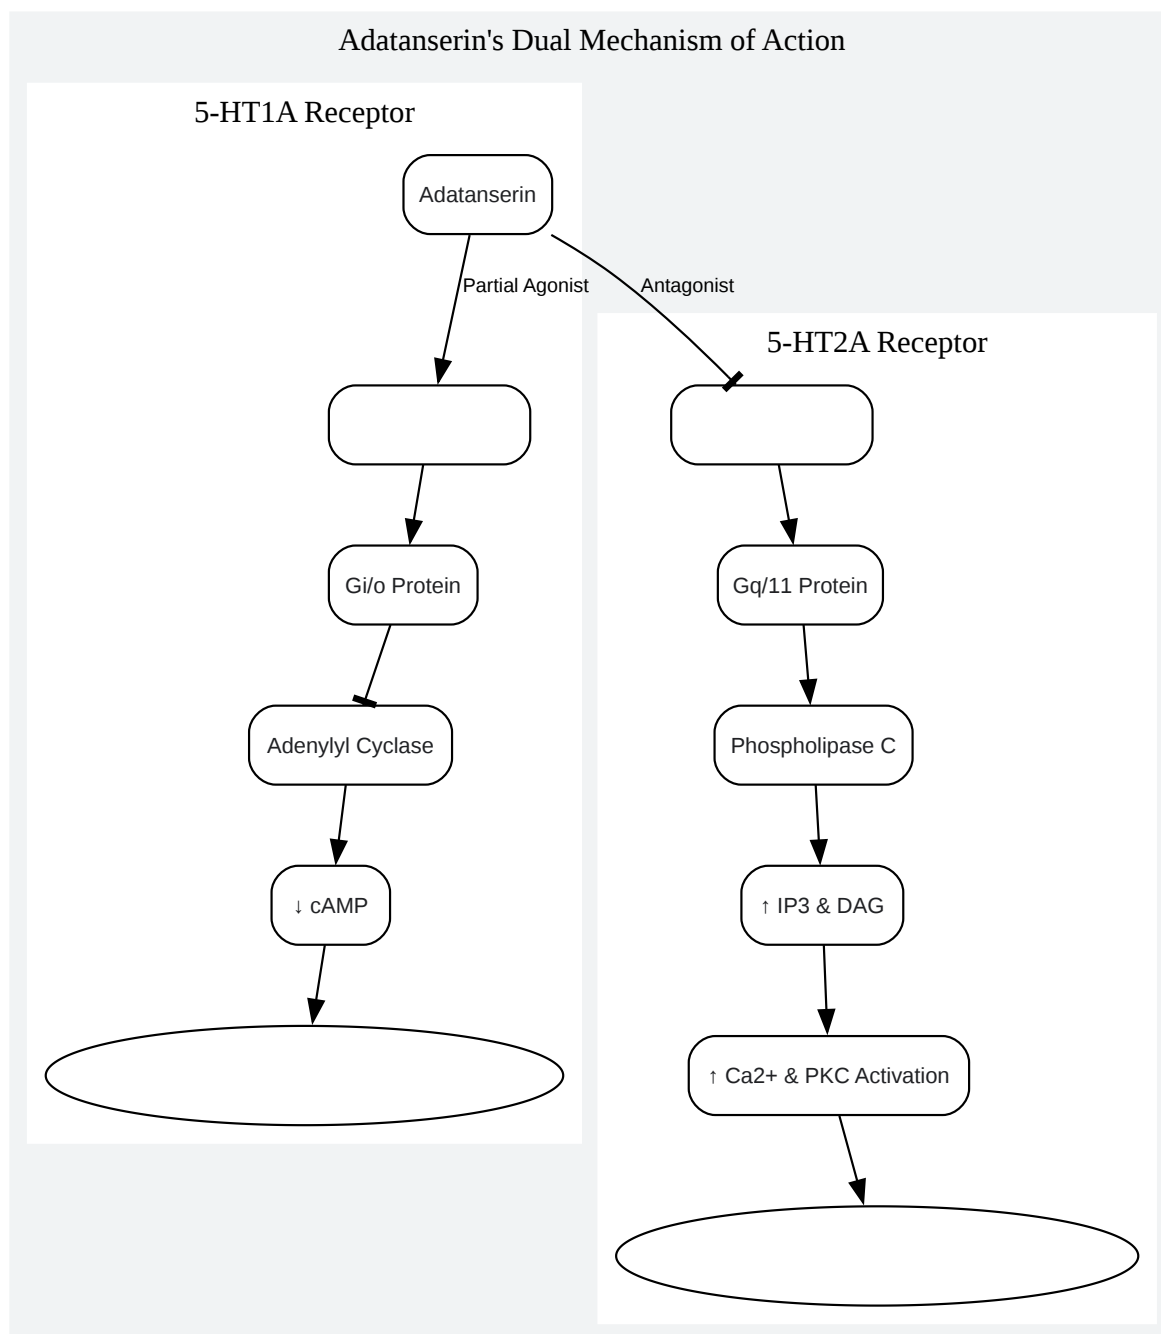 Adatanserin's Dual Mechanism of Action
5-HT1A Receptor
Adatanserin
Partial Agonist
Antagonist
5-HT2A Receptor
Gi/o Protein
Gq/11 Protein
Adenylyl Cyclase
Phospholipase C
↓ cAMP
↑ IP3 & DAG
↑ Ca2+ & PKC Activation